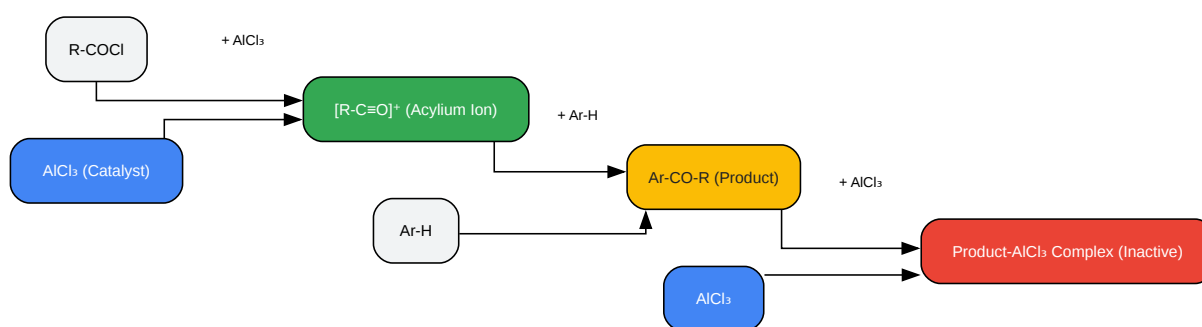 R-COCl
+ AlCl₃
AlCl₃ (Catalyst)
[R-C≡O]⁺ (Acylium Ion)
+ Ar-H
Ar-H
Ar-CO-R (Product)
+ AlCl₃
AlCl₃
Product-AlCl₃ Complex (Inactive)